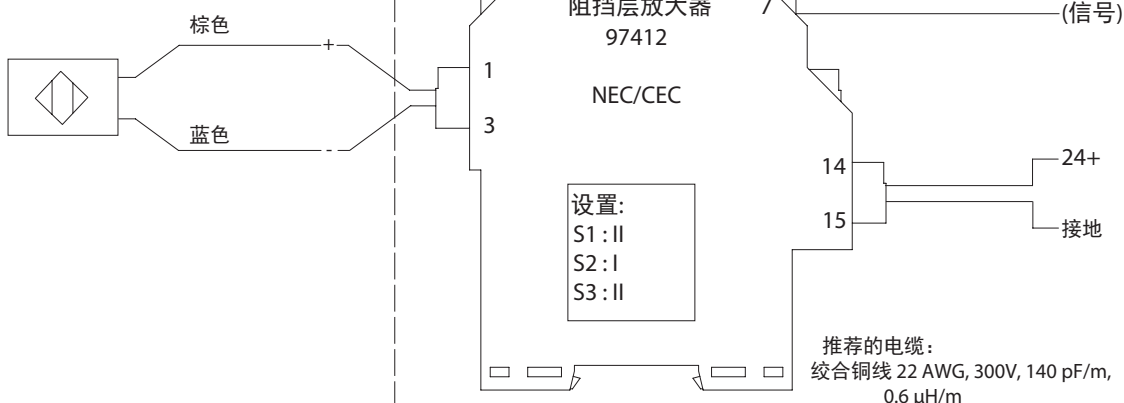 阻挡层放大器
97412
7
(信号)
棕色
+
1
NEC/CEC
3
蓝色
-
14
24+
15
接地
设置:
S1 : II
S2 : I
S3 : II
推荐的电缆：
绞合铜线 22 AWG, 300V, 140 pF/m,
0.6 μH/m